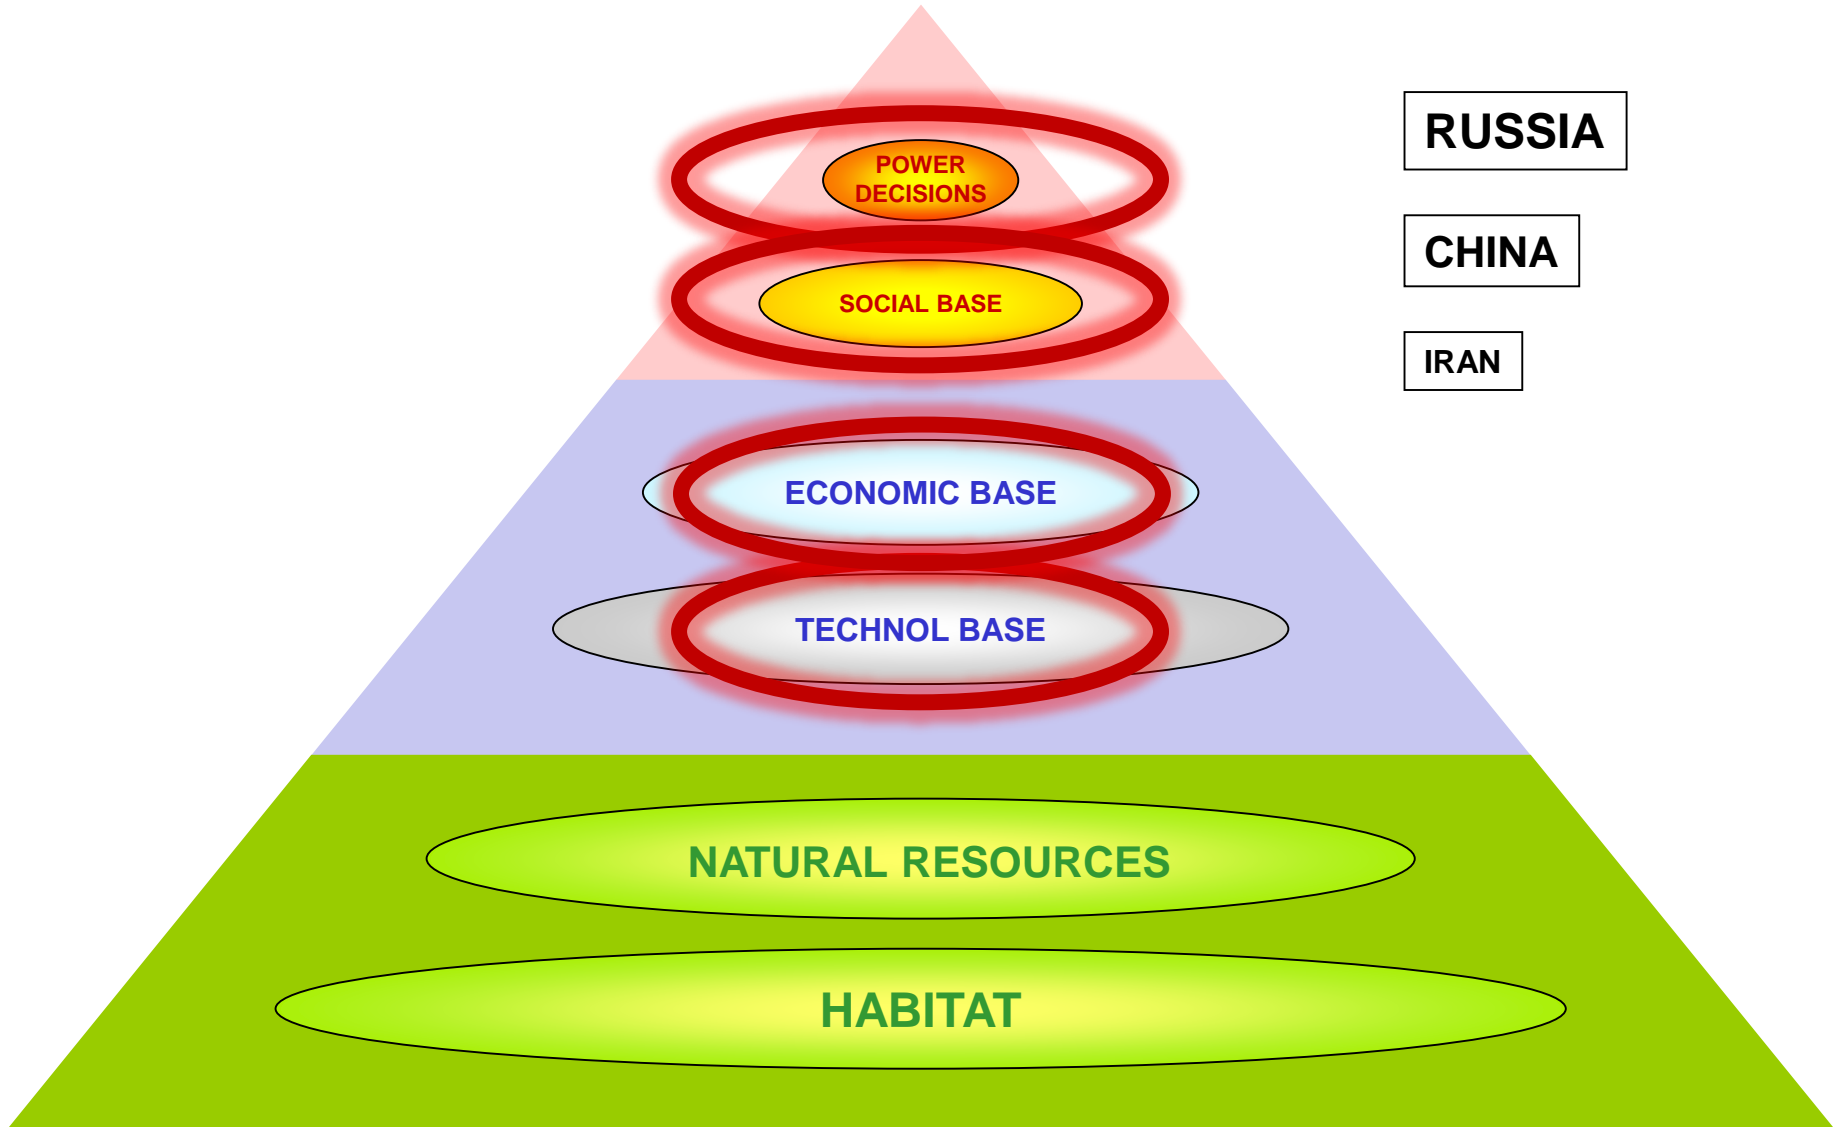 POWER
DECISIONS
SOCIAL BASE
ECONOMIC BASE
TECHNOL BASE
NATURAL RESOURCES
HABITAT
RUSSIA
CHINA
IRAN